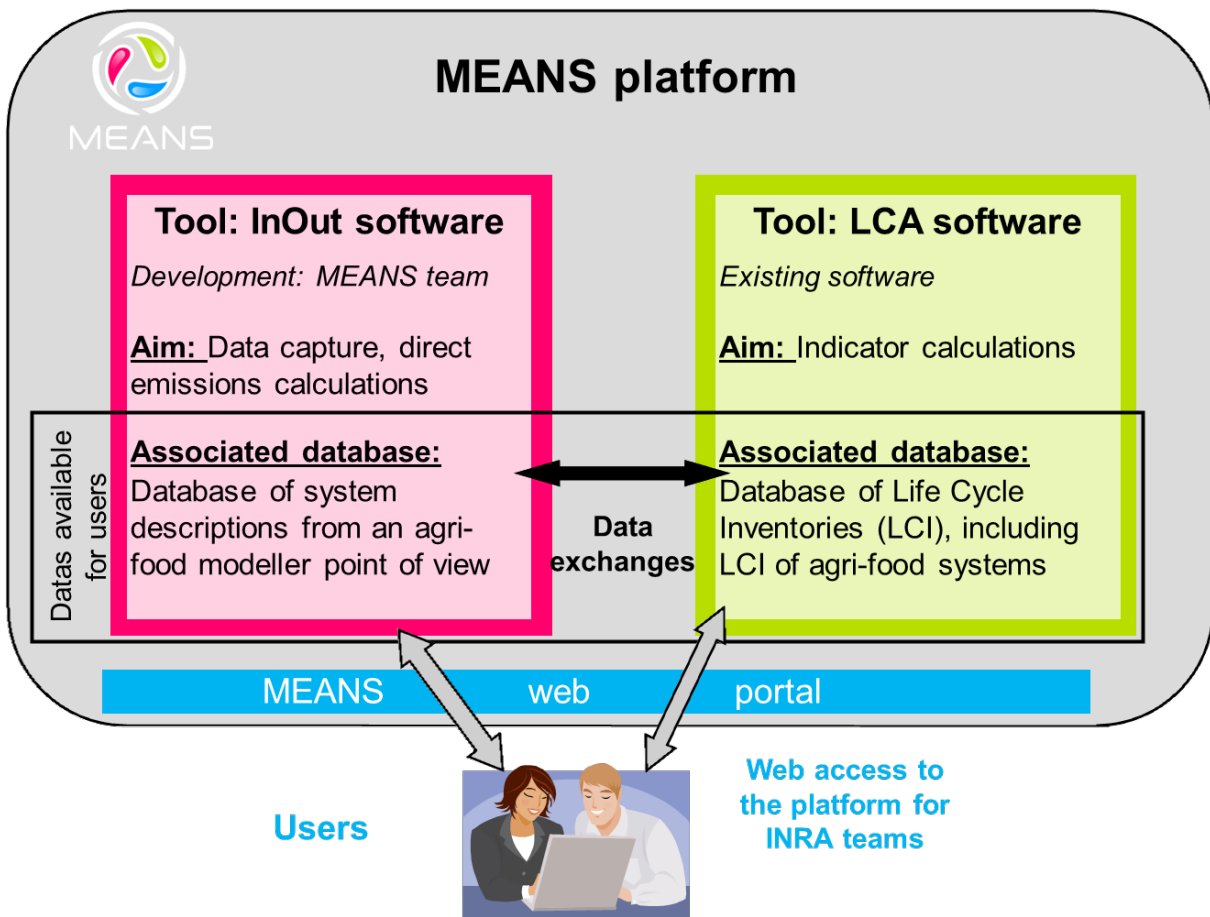 MEANS
MEANS platform
Tool: InOut software
Development: MEANS team
Aim: Data capture, direct
emissions calculations
Associated database:
Database of system
descriptions from an agri-
food modeller point of view
Tool: LCA software
Existing software
Aim: Indicator calculations
Associated database:
Database of Life Cycle
Inventories (LCI), including
LCI of agri-food systems
Datas available
for users
Data
exchanges
MEANS web portal
Users
Web access to
the platform for
INRA teams